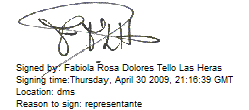 Signed by: Fabiola Rosa Dolores Tello Las Heras
Signing time:Thursday, April 30 2009, 21:16:39 GMT
Location: dms
Reason to sign: representante